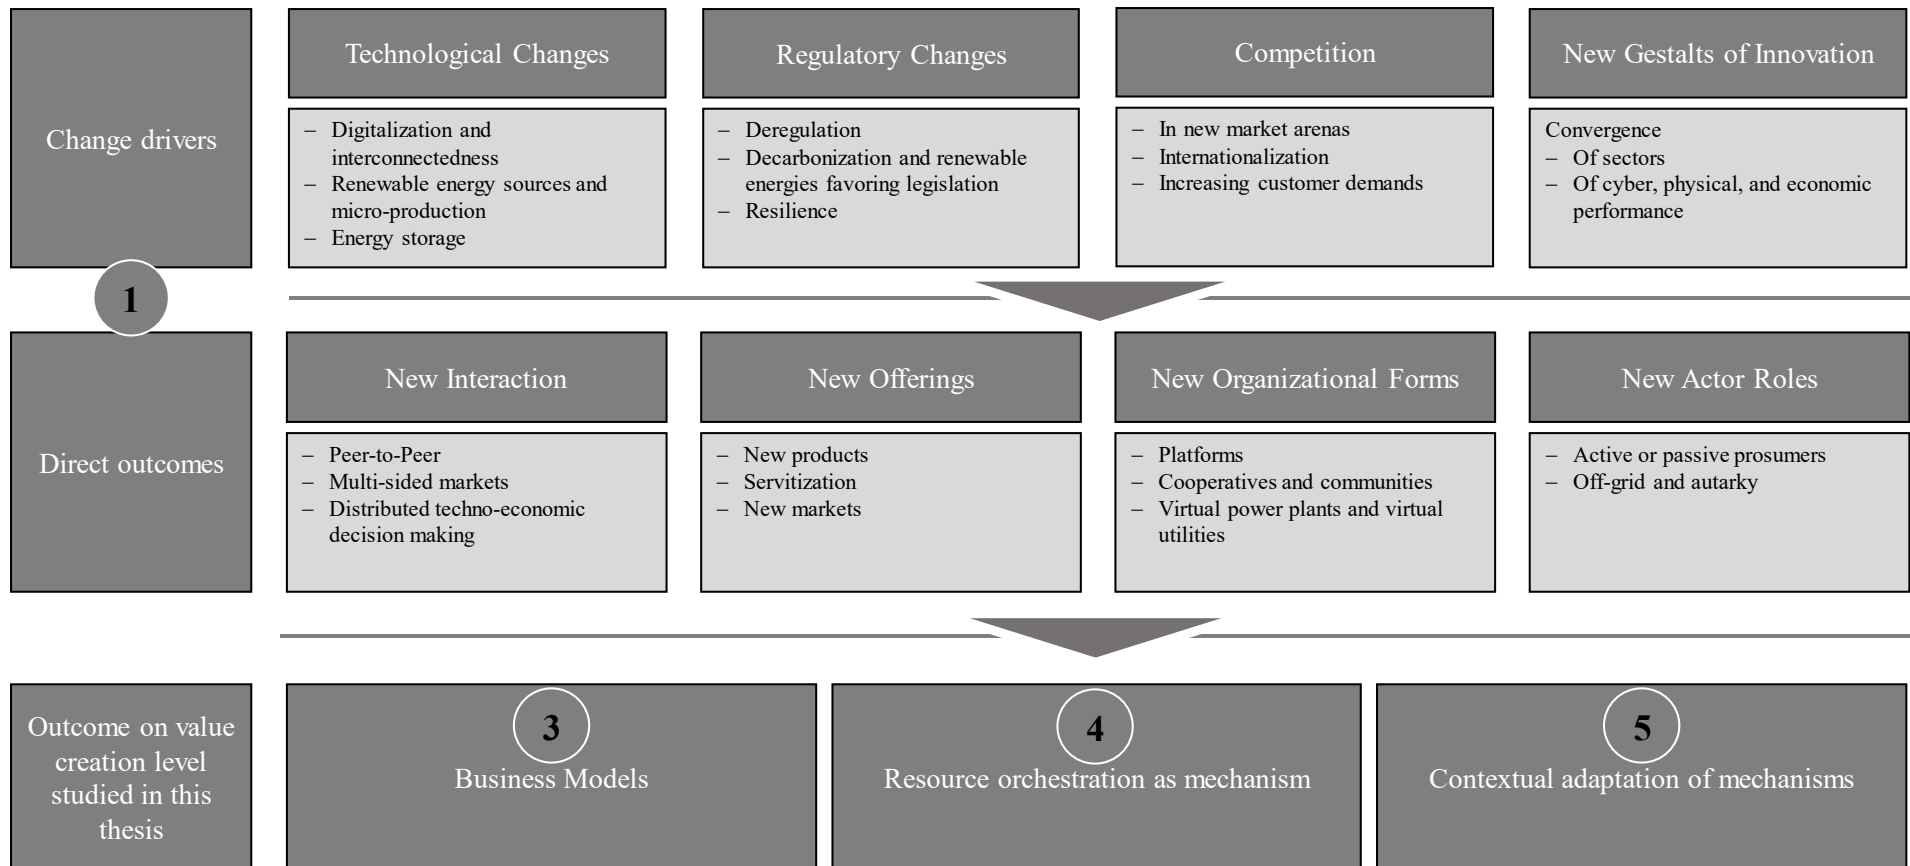 Change drivers
Technological Changes
– Digitalization and
interconnectedness
– Renewable energy sources and
micro-production
– Energy storage
Regulatory Changes
– Deregulation
– Decarbonization and renewable
energies favoring legislation
– Resilience
Competition
– In new market arenas
– Internationalization
– Increasing customer demands
New Gestalts of Innovation
Convergence
– Of sectors
– Of cyber, physical, and economic
performance
1
Direct outcomes
New Interaction
– Peer-to-Peer
– Multi-sided markets
– Distributed techno-economic
decision making
New Offerings
– New products
– Servitization
– New markets
New Organizational Forms
– Platforms
– Cooperatives and communities
– Virtual power plants and virtual
utilities
New Actor Roles
– Active or passive prosumers
– Off-grid and autarky
Outcome on value
creation level
studied in this
thesis
3
Business Models
4
Resource orchestration as mechanism
5
Contextual adaptation of mechanisms